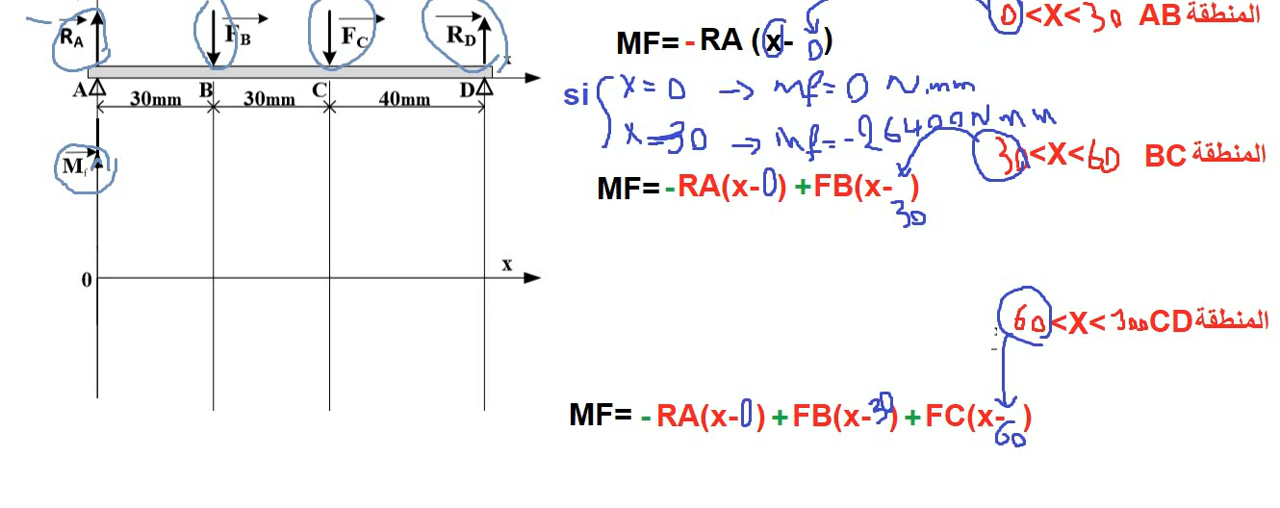 RA FB FC RD x
A B C D
30mm 30mm 40mm
Mf
0 x
0<X<30 AB المنطقة
MF=-RA (x- 0)
si x=0 → mf=0 N.mm
x=30 → mf=-26400 N mm
30<X<60 BC المنطقة
MF=-RA(x-0) +FB(x- 30)
60<X<100 CD المنطقة
MF= -RA(x-0) +FB(x-30) +FC(x-60)